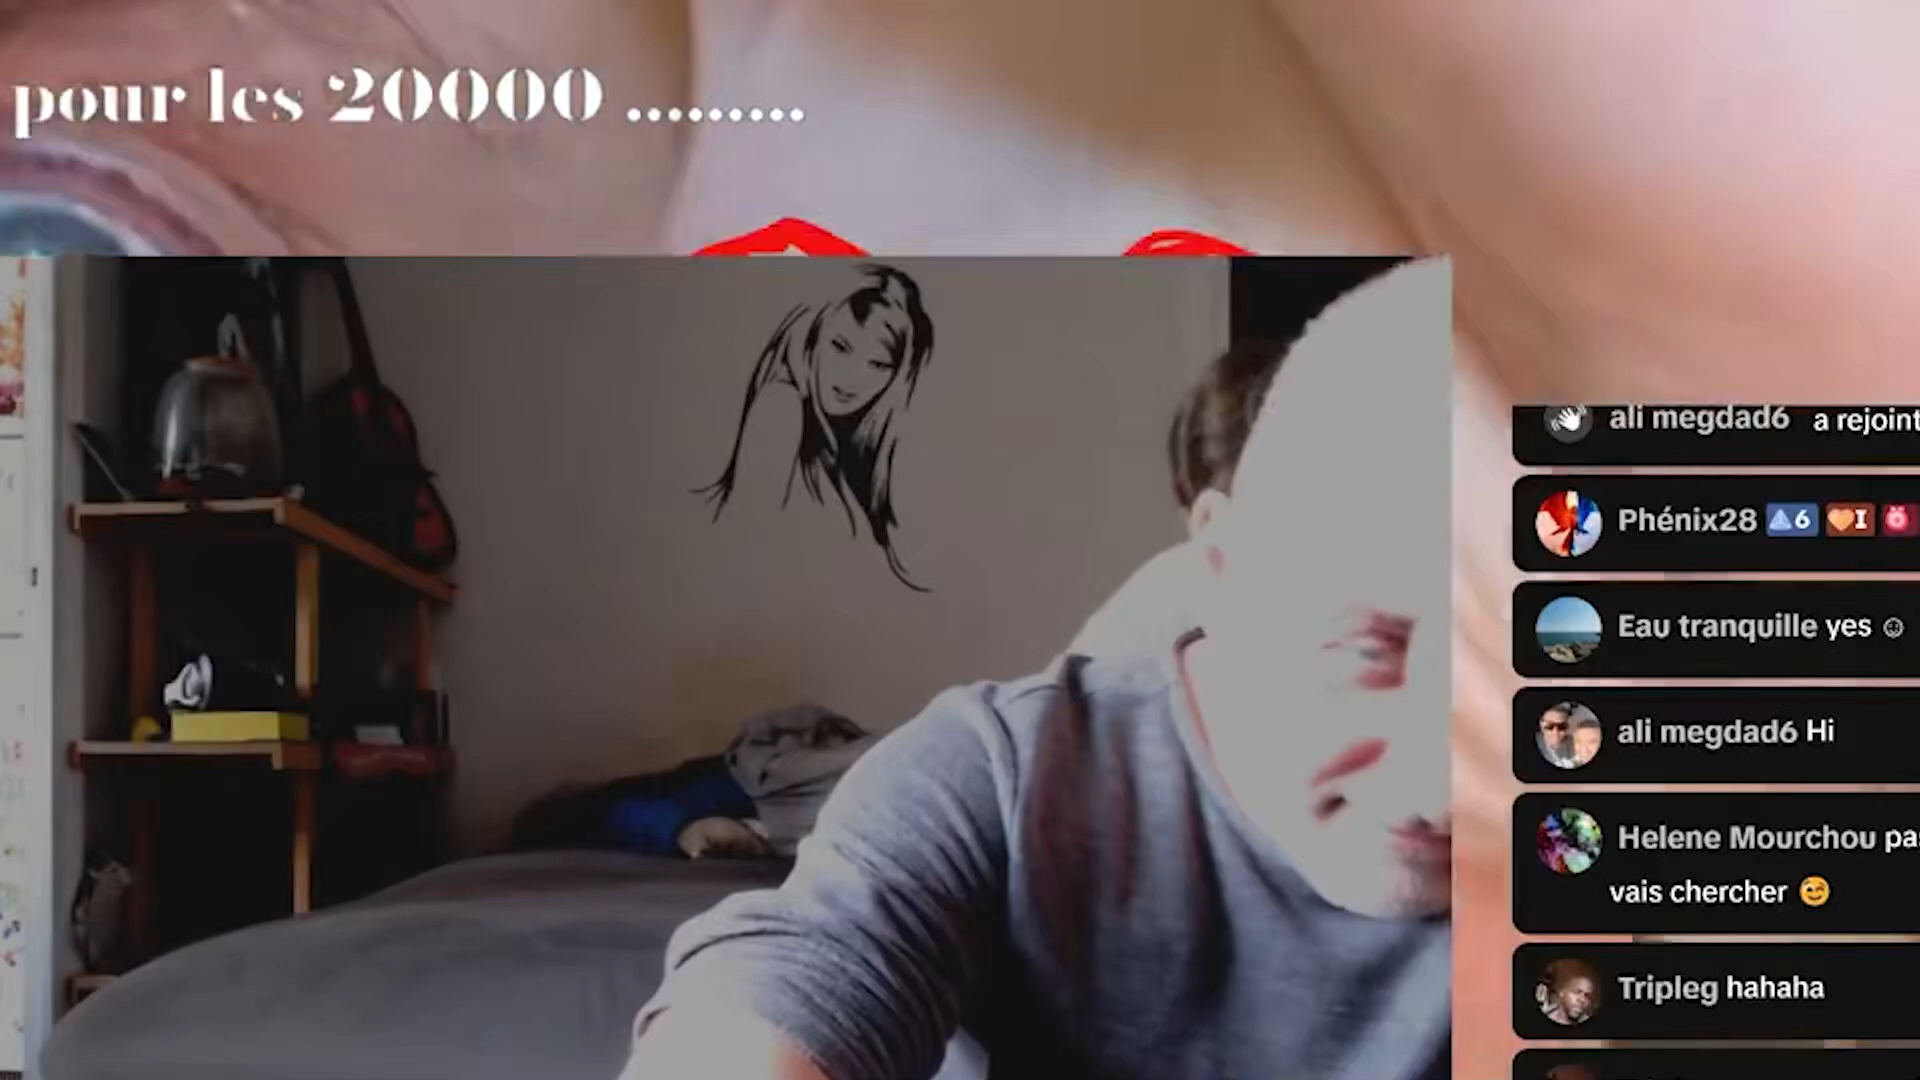 pour les 20000 .........
ali megdad6 a rejoint
Phénix28 6 I
Eau tranquille yes ☺
ali megdad6 Hi
Helene Mourchou
vais chercher 😉
Tripleg hahaha